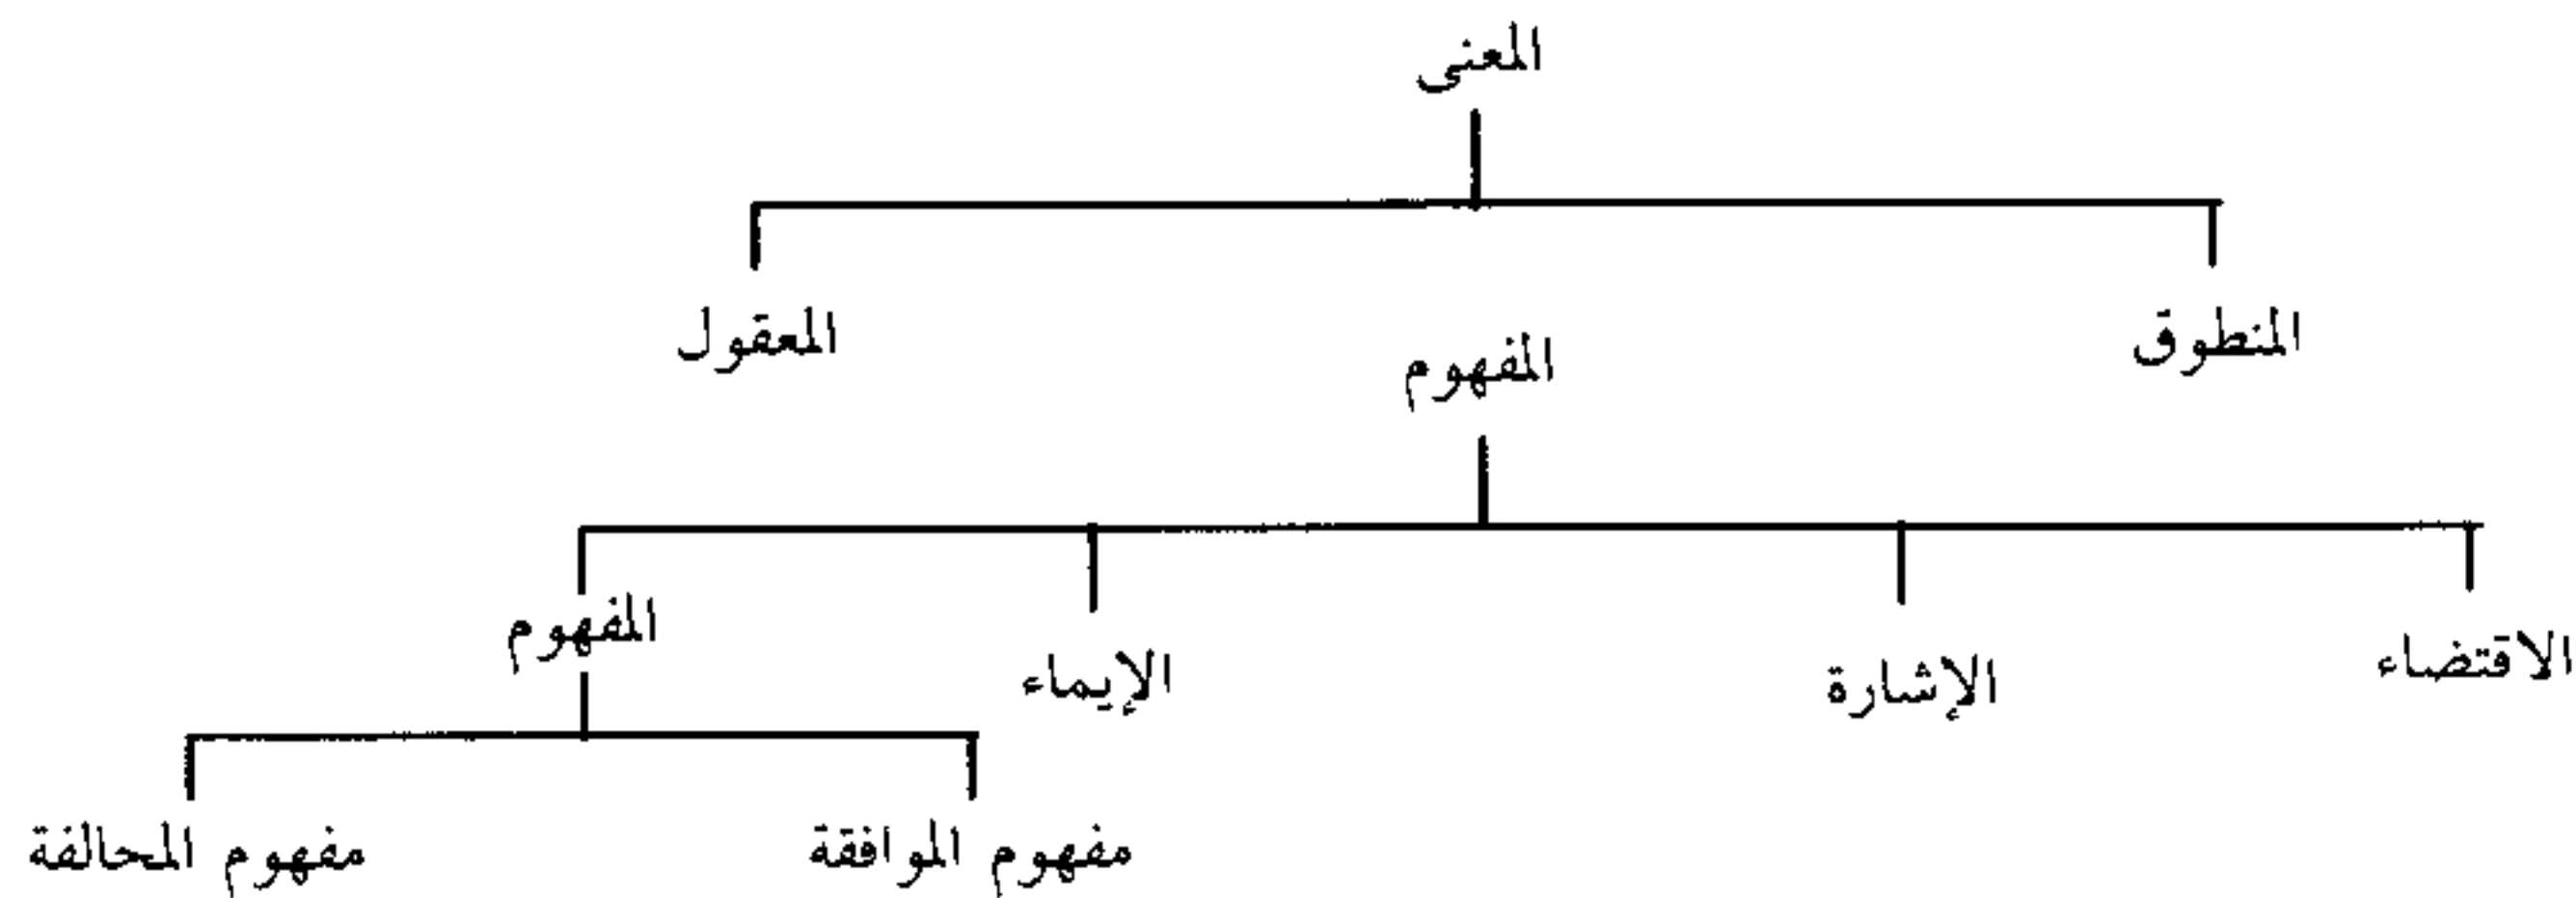 المعنى
المنطوق
المفهوم
المعقول
الاقتضاء
الإشارة
الإيماء
المفهوم
مفهوم الموافقة
مفهوم المحالفة